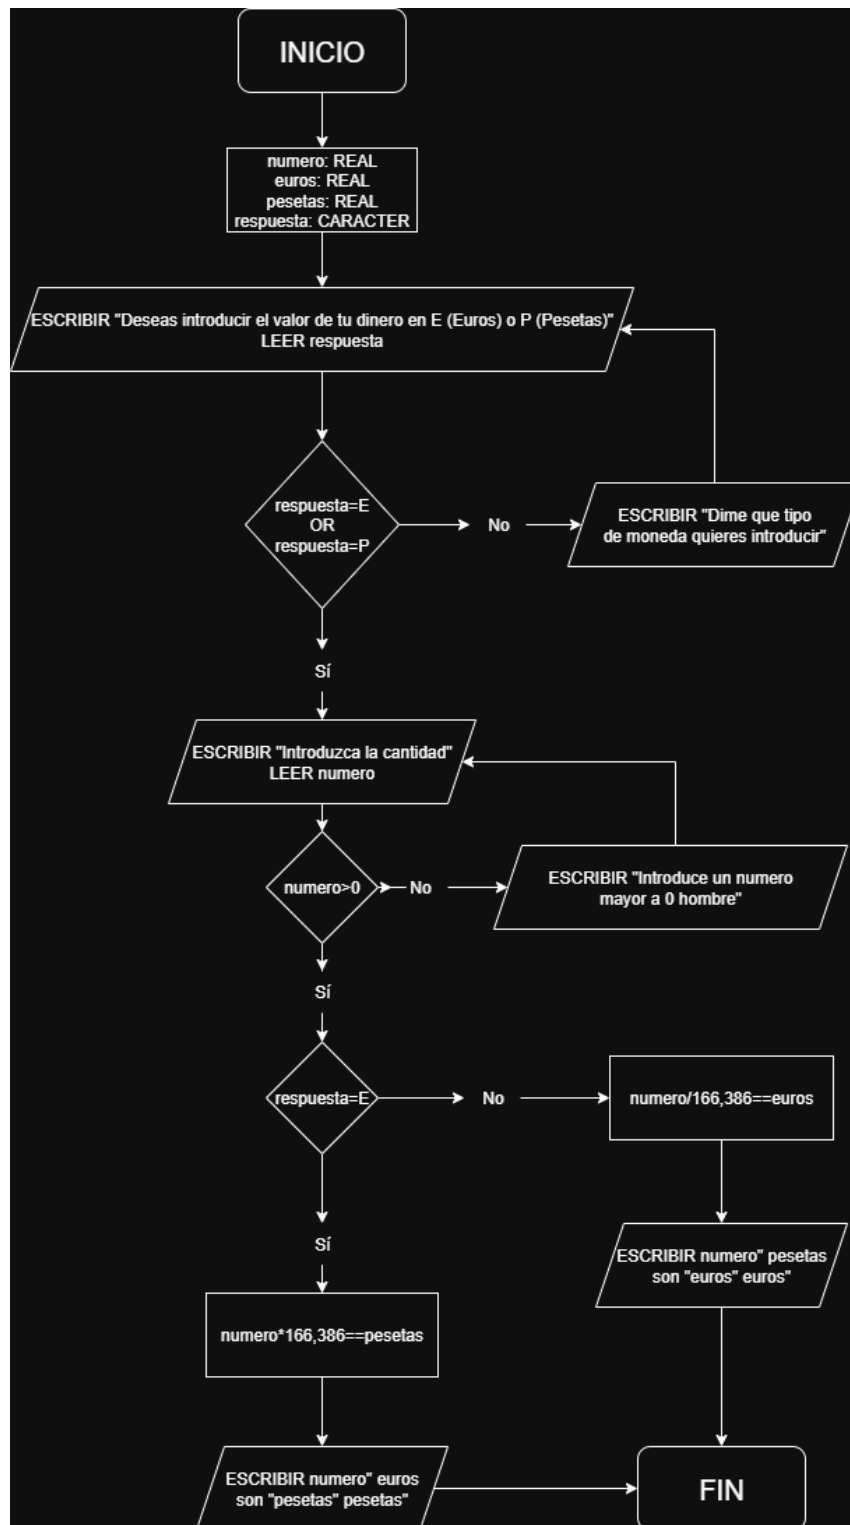 INICIO
numero: REAL
euros: REAL
pesetas: REAL
respuesta: CARACTER
ESCRIBIR "Deseas introducir el valor de tu dinero en E (Euros) o P (Pesetas)"
LEER respuesta
respuesta=E
OR
respuesta=P
No
ESCRIBIR "Dime que tipo
de moneda quieres introducir"
Sí
ESCRIBIR "Introduzca la cantidad"
LEER numero
numero>0
No
ESCRIBIR "Introduce un numero
mayor a 0 hombre"
Sí
respuesta=E
No
numero/166,386==euros
Sí
ESCRIBIR numero" pesetas
son "euros" euros"
numero*166,386==pesetas
ESCRIBIR numero" euros
son "pesetas" pesetas"
FIN